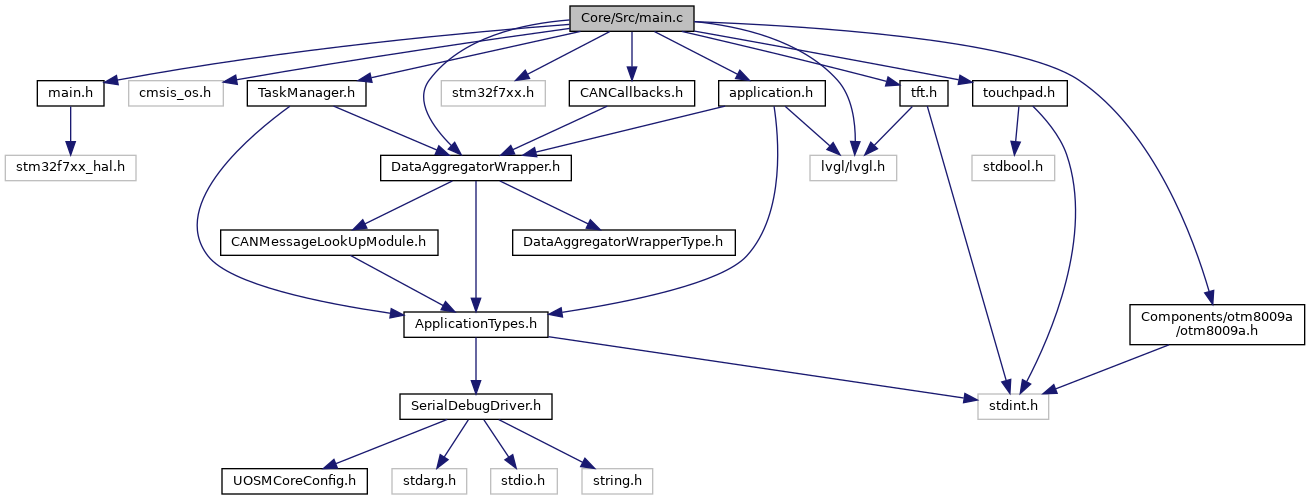 Core/Src/main.c
main.h
cmsis_os.h
TaskManager.h
stm32f7xx.h
CANCallbacks.h
application.h
tft.h
touchpad.h
stm32f7xx_hal.h
DataAggregatorWrapper.h
lvgl/lvgl.h
stdbool.h
CANMessageLookUpModule.h
DataAggregatorWrapperType.h
ApplicationTypes.h
Components/otm8009a
/otm8009a.h
SerialDebugDriver.h
stdint.h
UOSMCoreConfig.h
stdarg.h
stdio.h
string.h